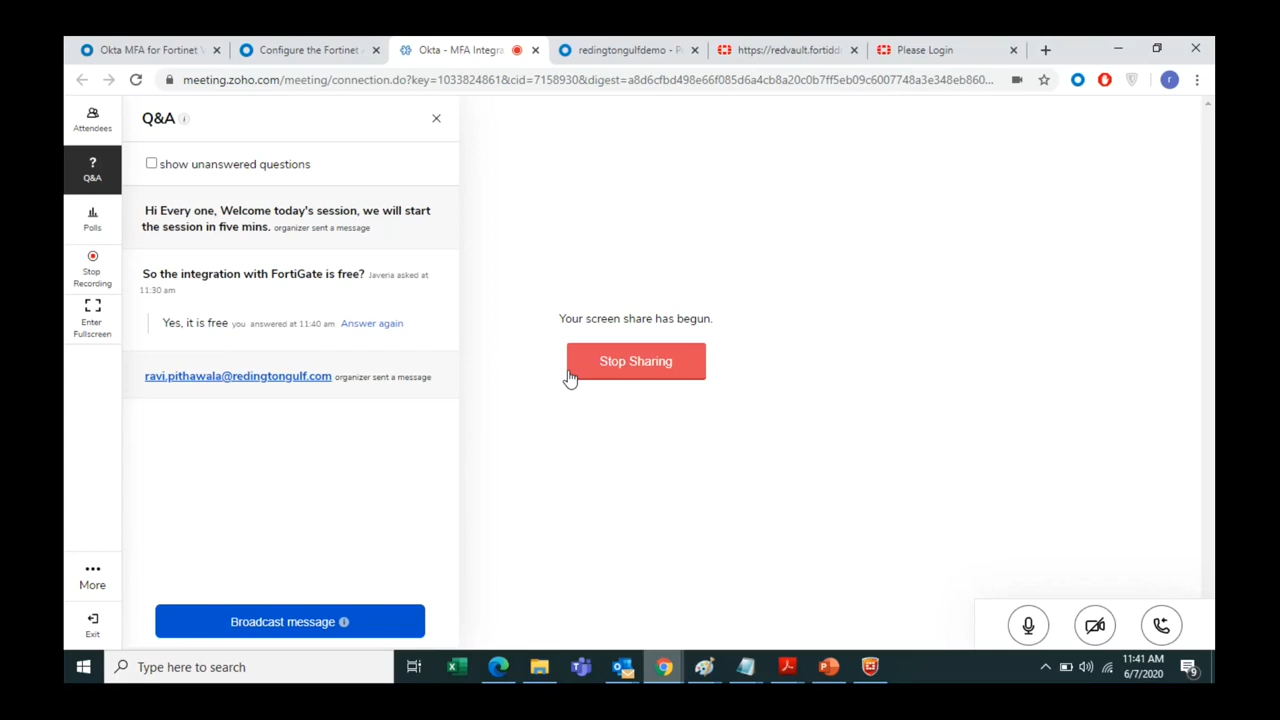 Okta MFA for Fortinet
Configure the Fortinet
Okta - MFA Integra
redingtongulfdemo - P
https://redvault.fortidd
Please Login
meeting.zoho.com/meeting/connection.do?key=1033824861&cid=7158930&digest=a8d6cfbd498e66f085d6a4cb8a20c0b7ff5eb09c6007748a3e348eb860...
r
Attendees
Q&A
Polls
Stop
Recording
Enter
Fullscreen
More
Exit
Q&A
show unanswered questions
Hi Every one, Welcome today's session, we will start
the session in five mins. organizer sent a message
So the integration with FortiGate is free? Javeria asked at
11:30 am
Yes, it is free you answered at 11:40 am Answer again
ravi.pithawala@redingtongulf.com organizer sent a message
Broadcast message
Your screen share has begun.
Stop Sharing
Type here to search
11:41 AM
6/7/2020
9